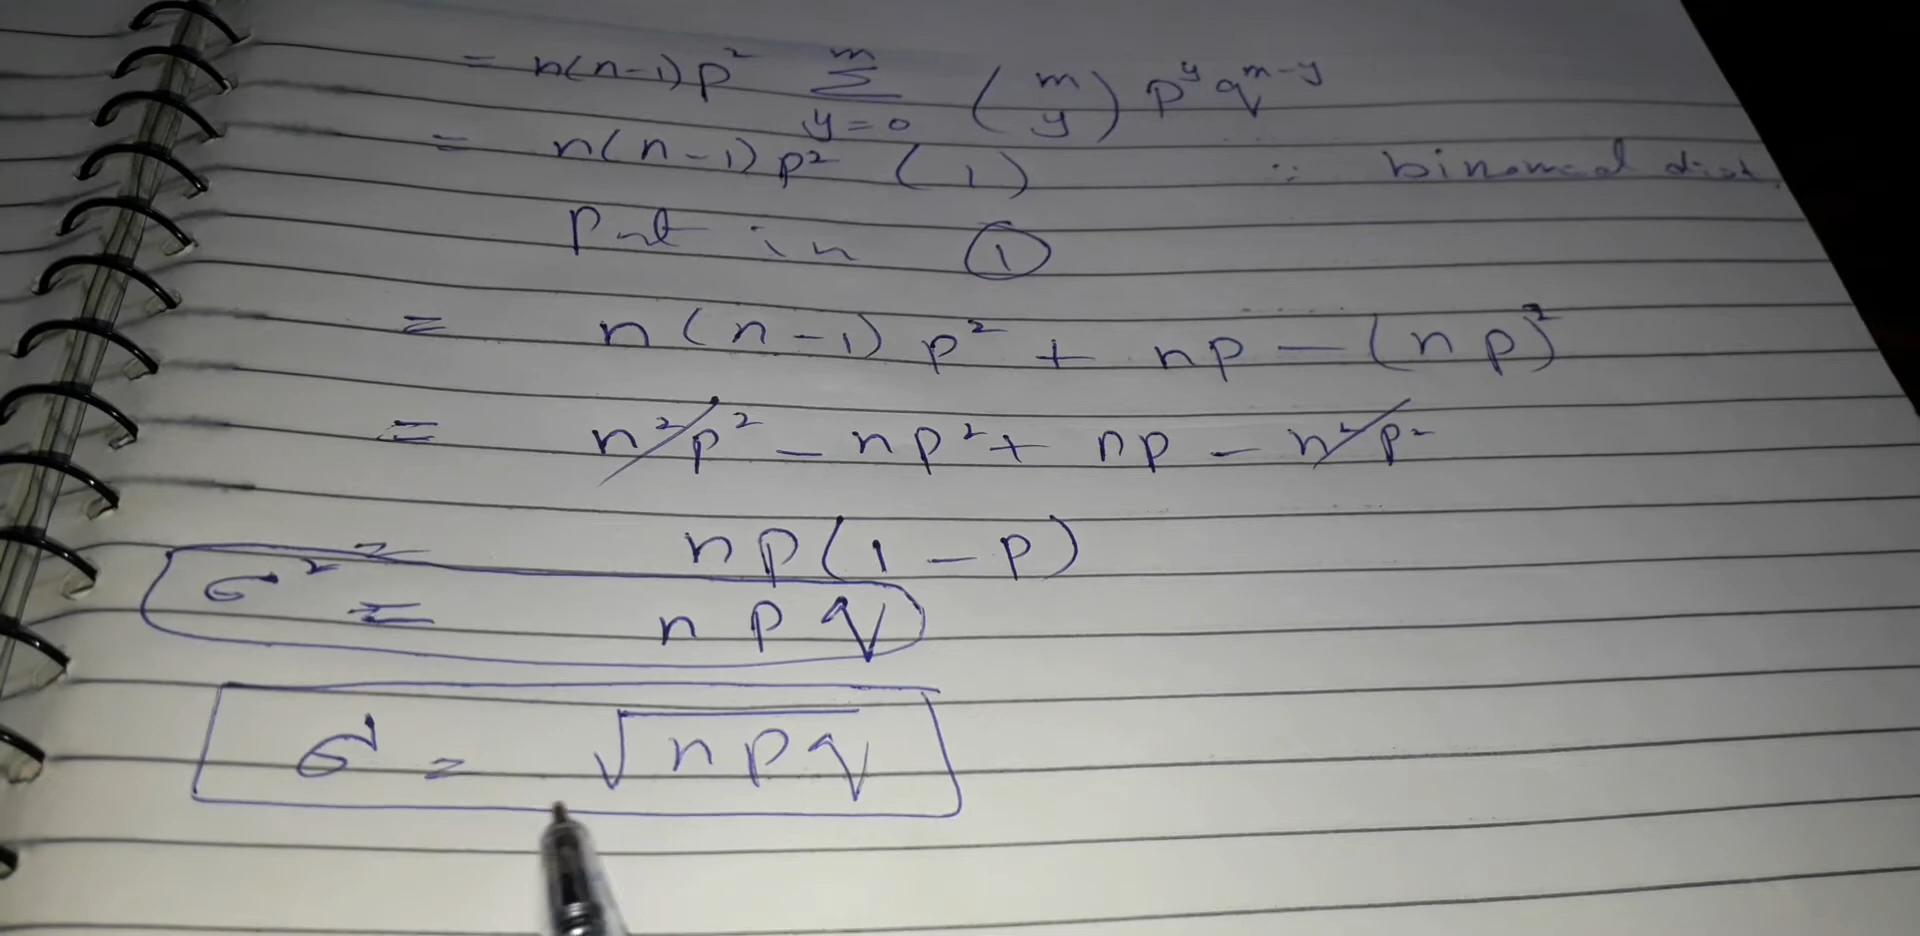 = n(n-1)p² m Σ y=0 (m y) p^y q^(m-y)
= n(n-1)p² (1) ∵ binomial dist.
Put in ①
= n(n-1)p² + np - (np)²
= n²p² - np² + np - n²p²
= np(1-p)
σ² = npq
σ = √npq